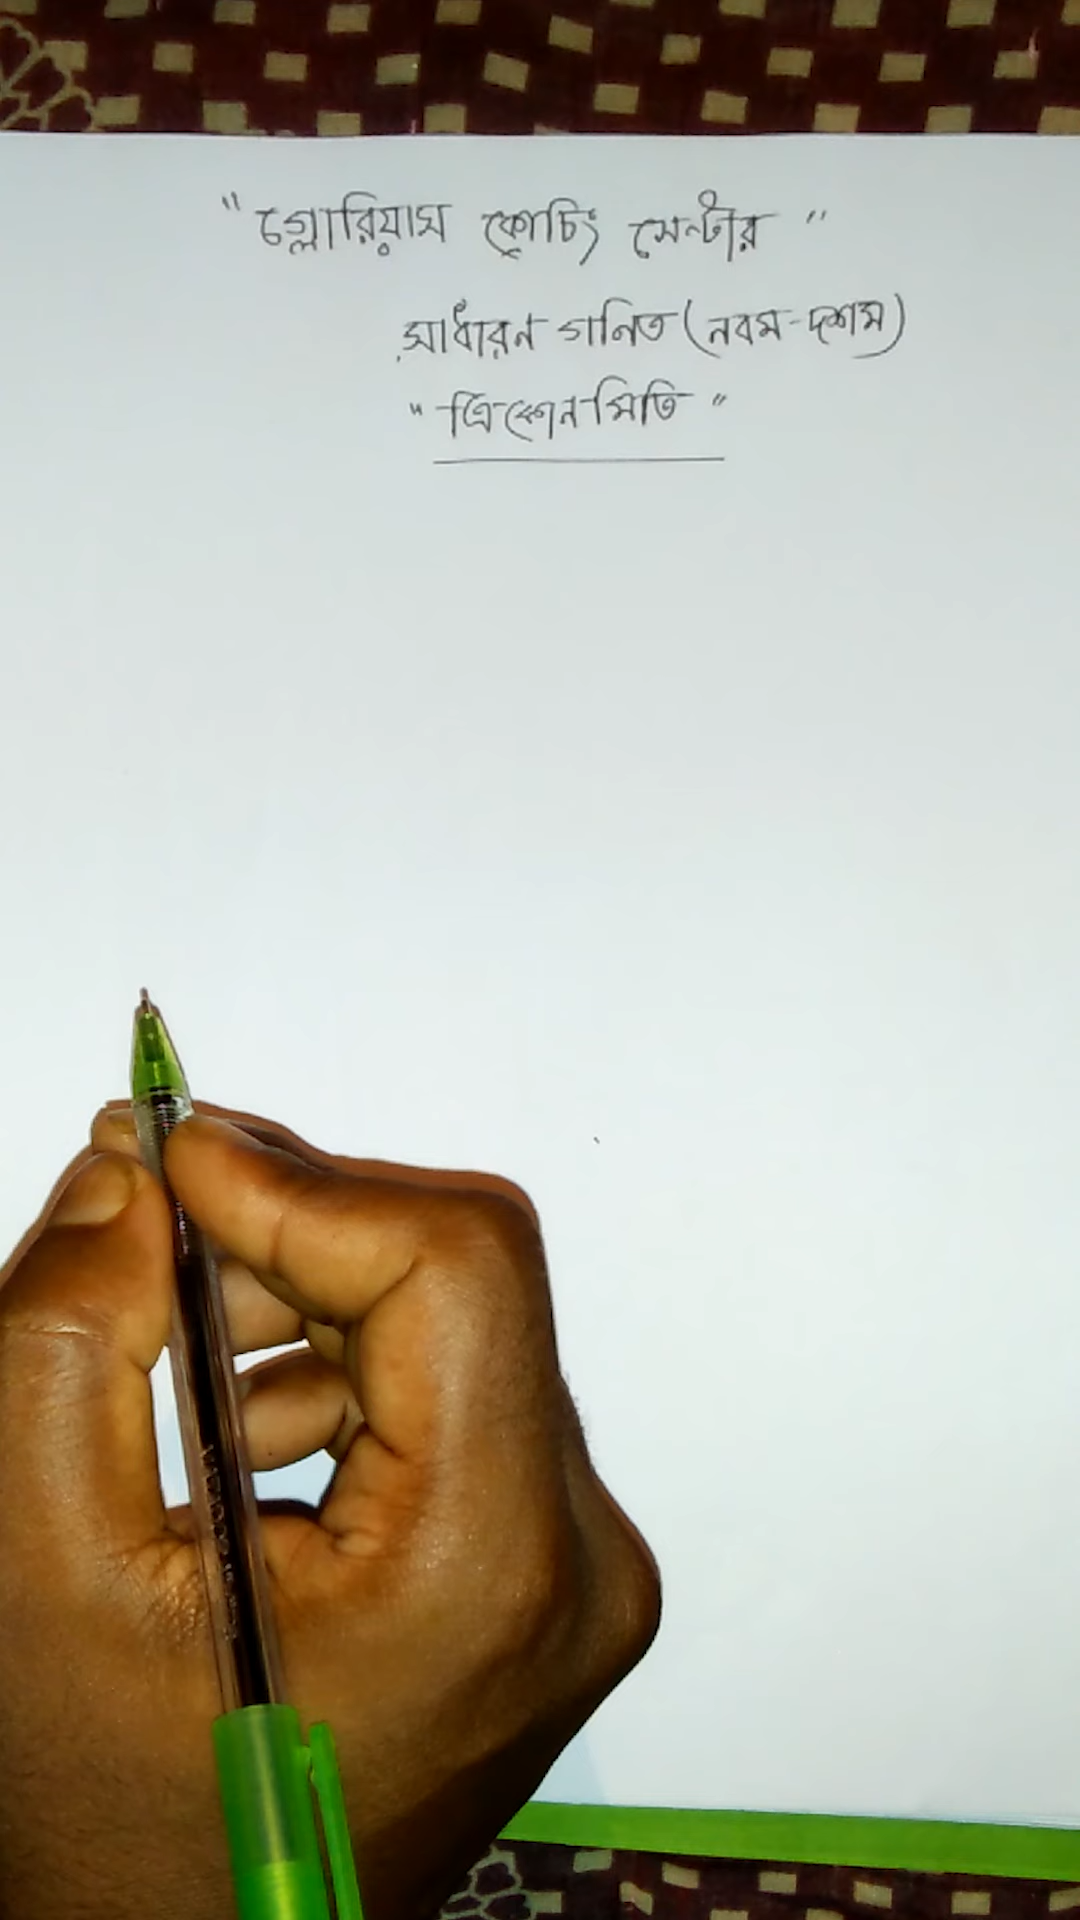 "গ্লোরিয়াস কোচিং সেন্টার"
সাধারন গনিত (নবম-দশম)
"ত্রিকোনমিতি"